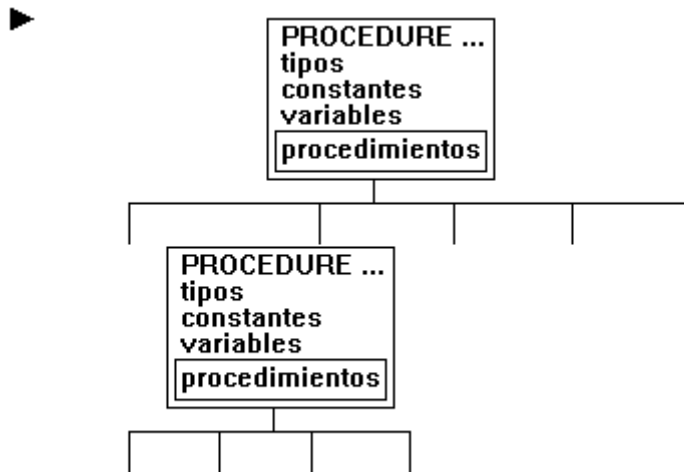 PROCEDURE ...
tipos
constantes
variables
procedimientos
PROCEDURE ...
tipos
constantes
variables
procedimientos